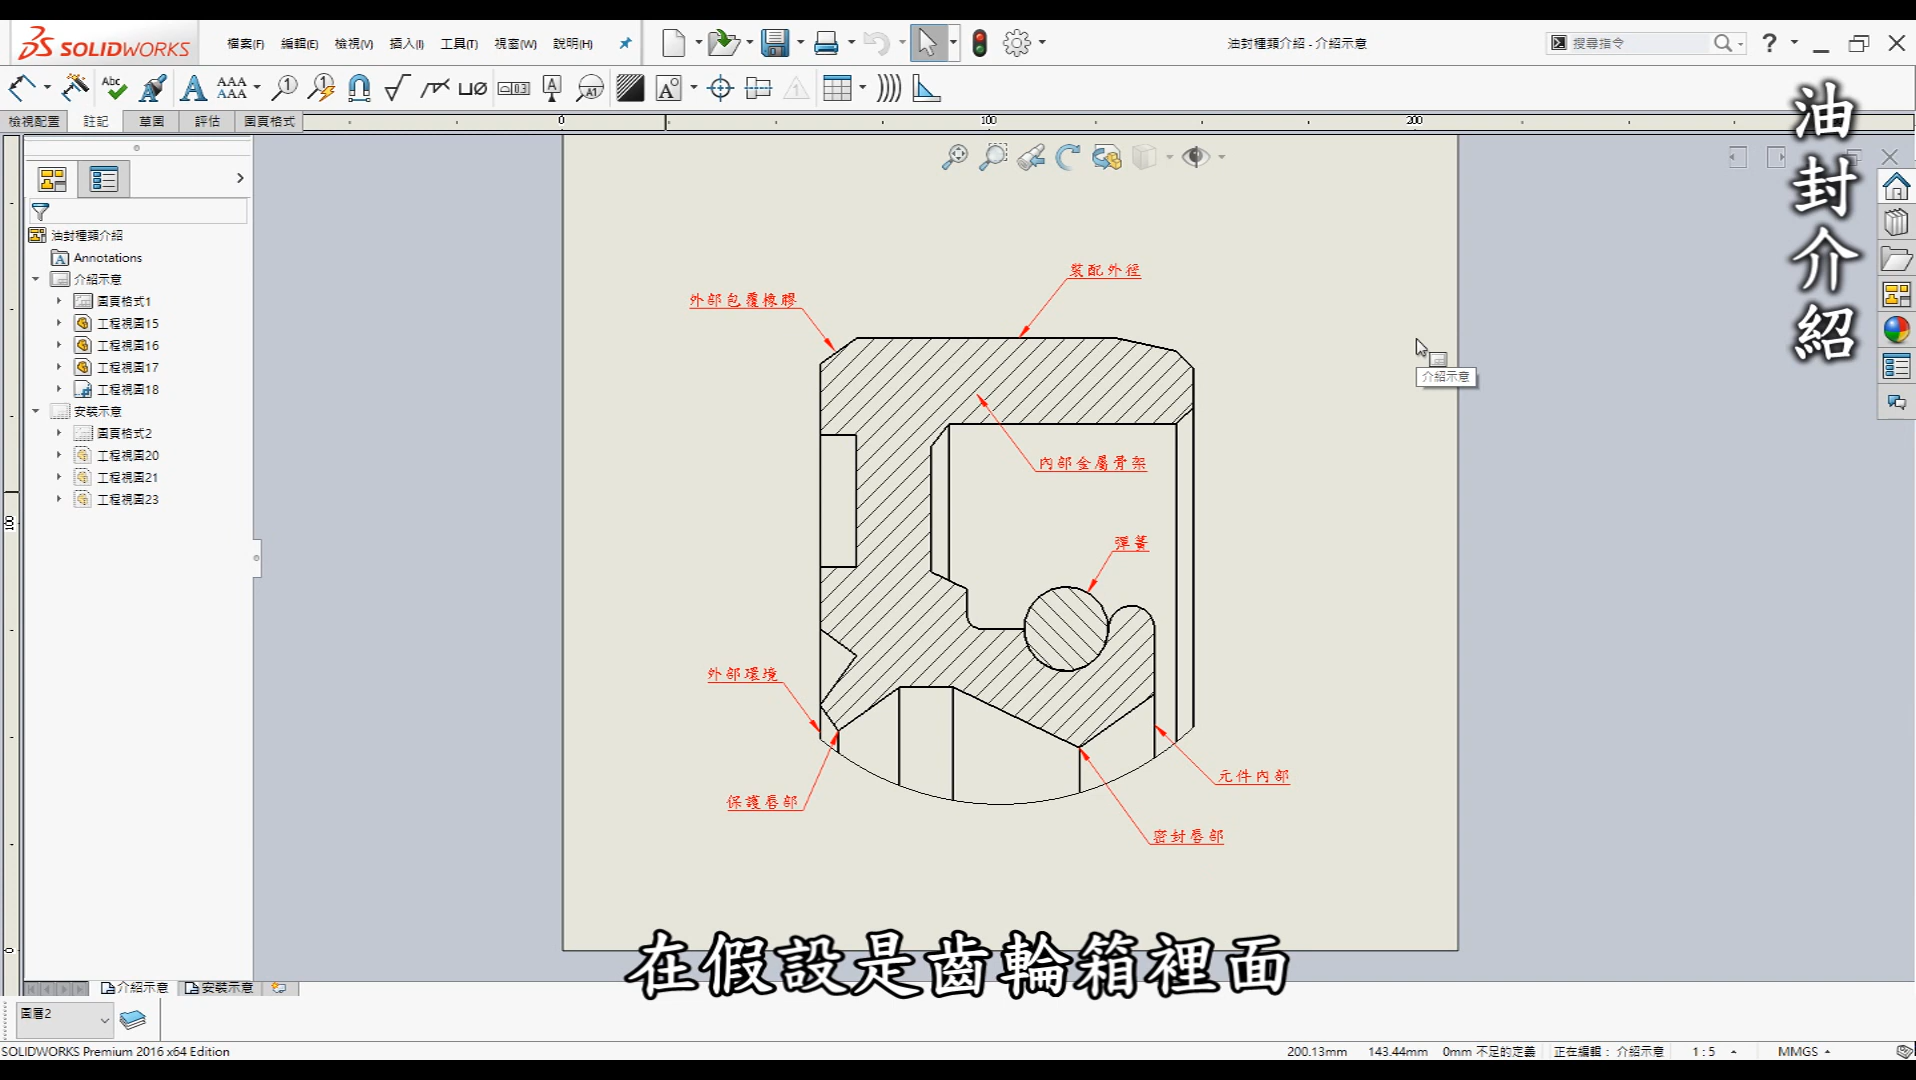 SOLIDWORKS
檔案(F) 編輯(E) 檢視(V) 插入(I) 工具(T) 視窗(W) 說明(H)
油封種類介紹 - 介紹示意
搜尋指令
檢視配置 註記 草圖 評估 圖頁格式
0 100 200
油封介紹
油封種類介紹
Annotations
介紹示意
圖頁格式1
工程視圖15
工程視圖16
工程視圖17
工程視圖18
安裝示意
圖頁格式2
工程視圖20
工程視圖21
工程視圖23
100
0
裝配外徑
外部包覆橡膠
介紹示意
內部金屬骨架
彈簧
外部環境
元件內部
保護唇部
密封唇部
在假設是齒輪箱裡面
介紹示意 安裝示意
圖層2
SOLIDWORKS Premium 2016 x64 Edition
200.13mm 143.44mm 0mm 不足的定義 正在編輯： 介紹示意 1 : 5 MMGS